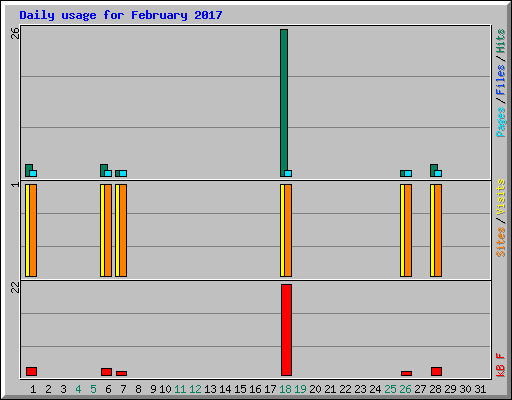 Daily usage for February 2017
26
Pages/Files/Hits
1
Sites/Visits
22
kB F
1 2 3 4 5 6 7 8 9 10 11 12 13 14 15 16 17 18 19 20 21 22 23 24 25 26 27 28 29 30 31